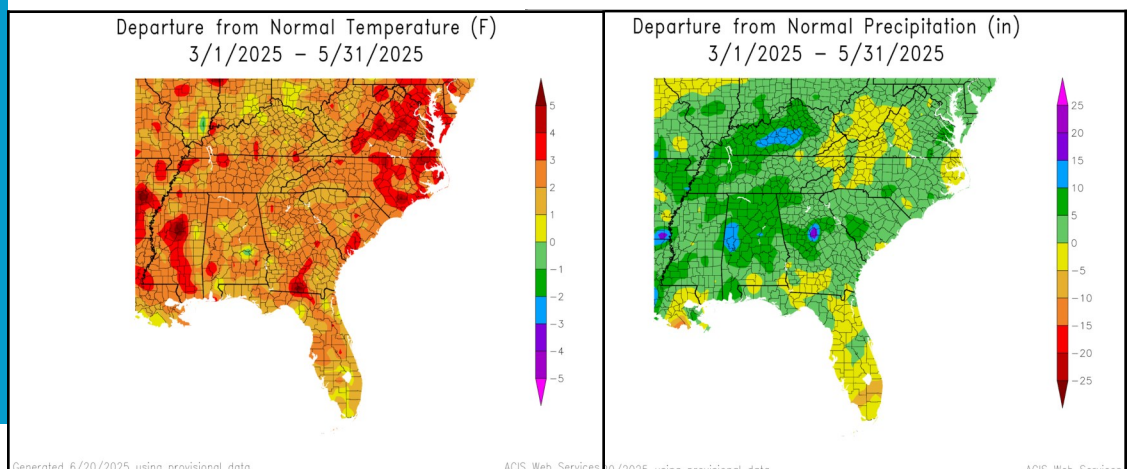 Departure from Normal Temperature (F)
3/1/2025 – 5/31/2025
5
4
3
2
1
0
−1
−2
−3
−4
−5
Generated 6/20/2025 using provisional data
ACIS Web Services
Departure from Normal Precipitation (in)
3/1/2025 – 5/31/2025
25
20
15
10
5
0
−5
−10
−15
−20
−25
/2025 using provisional data
ACIS Web Services